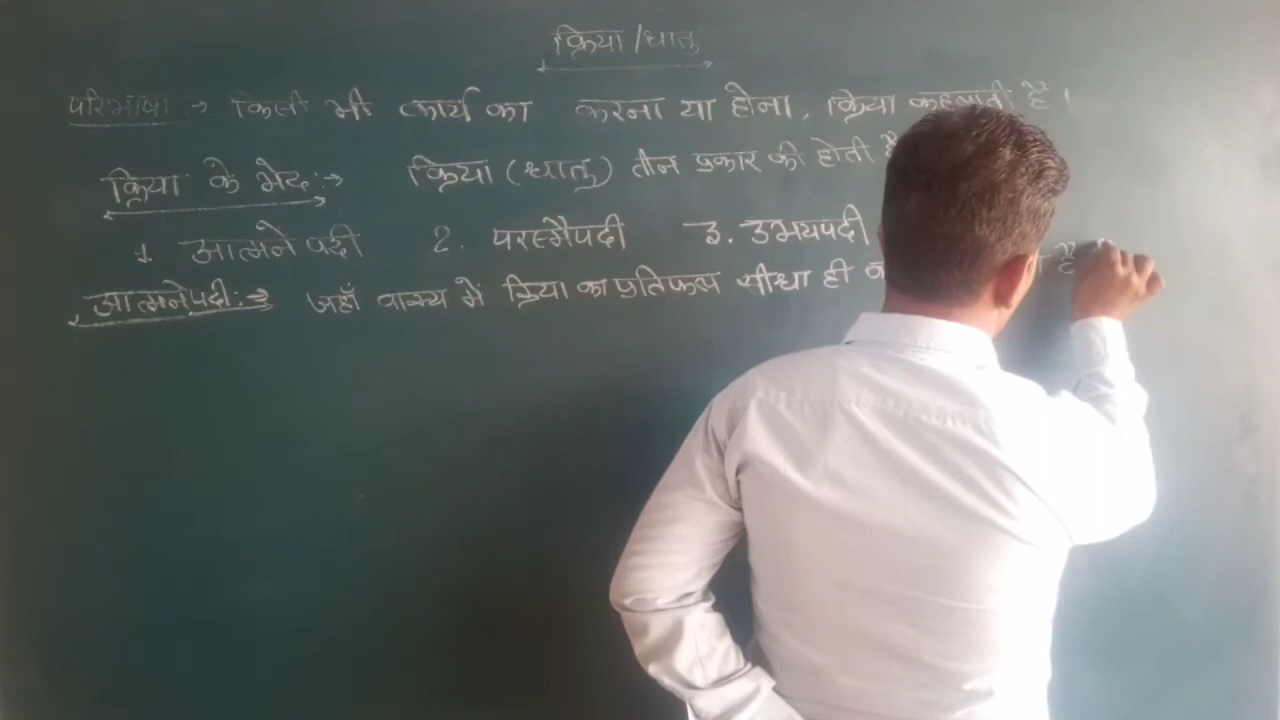 क्रिया / धातु
परिभाषा → किसी भी कार्य का करना या होना, क्रिया कहलाती है।
क्रिया के भेद :→ क्रिया (धातु) तीन प्रकार की होती है
1. आत्मनेपदी 2. परस्मैपदी 3. उभयपदी
आत्मनेपदी :→ जहाँ वाक्य में क्रिया का प्रतिफल सीधा ही है